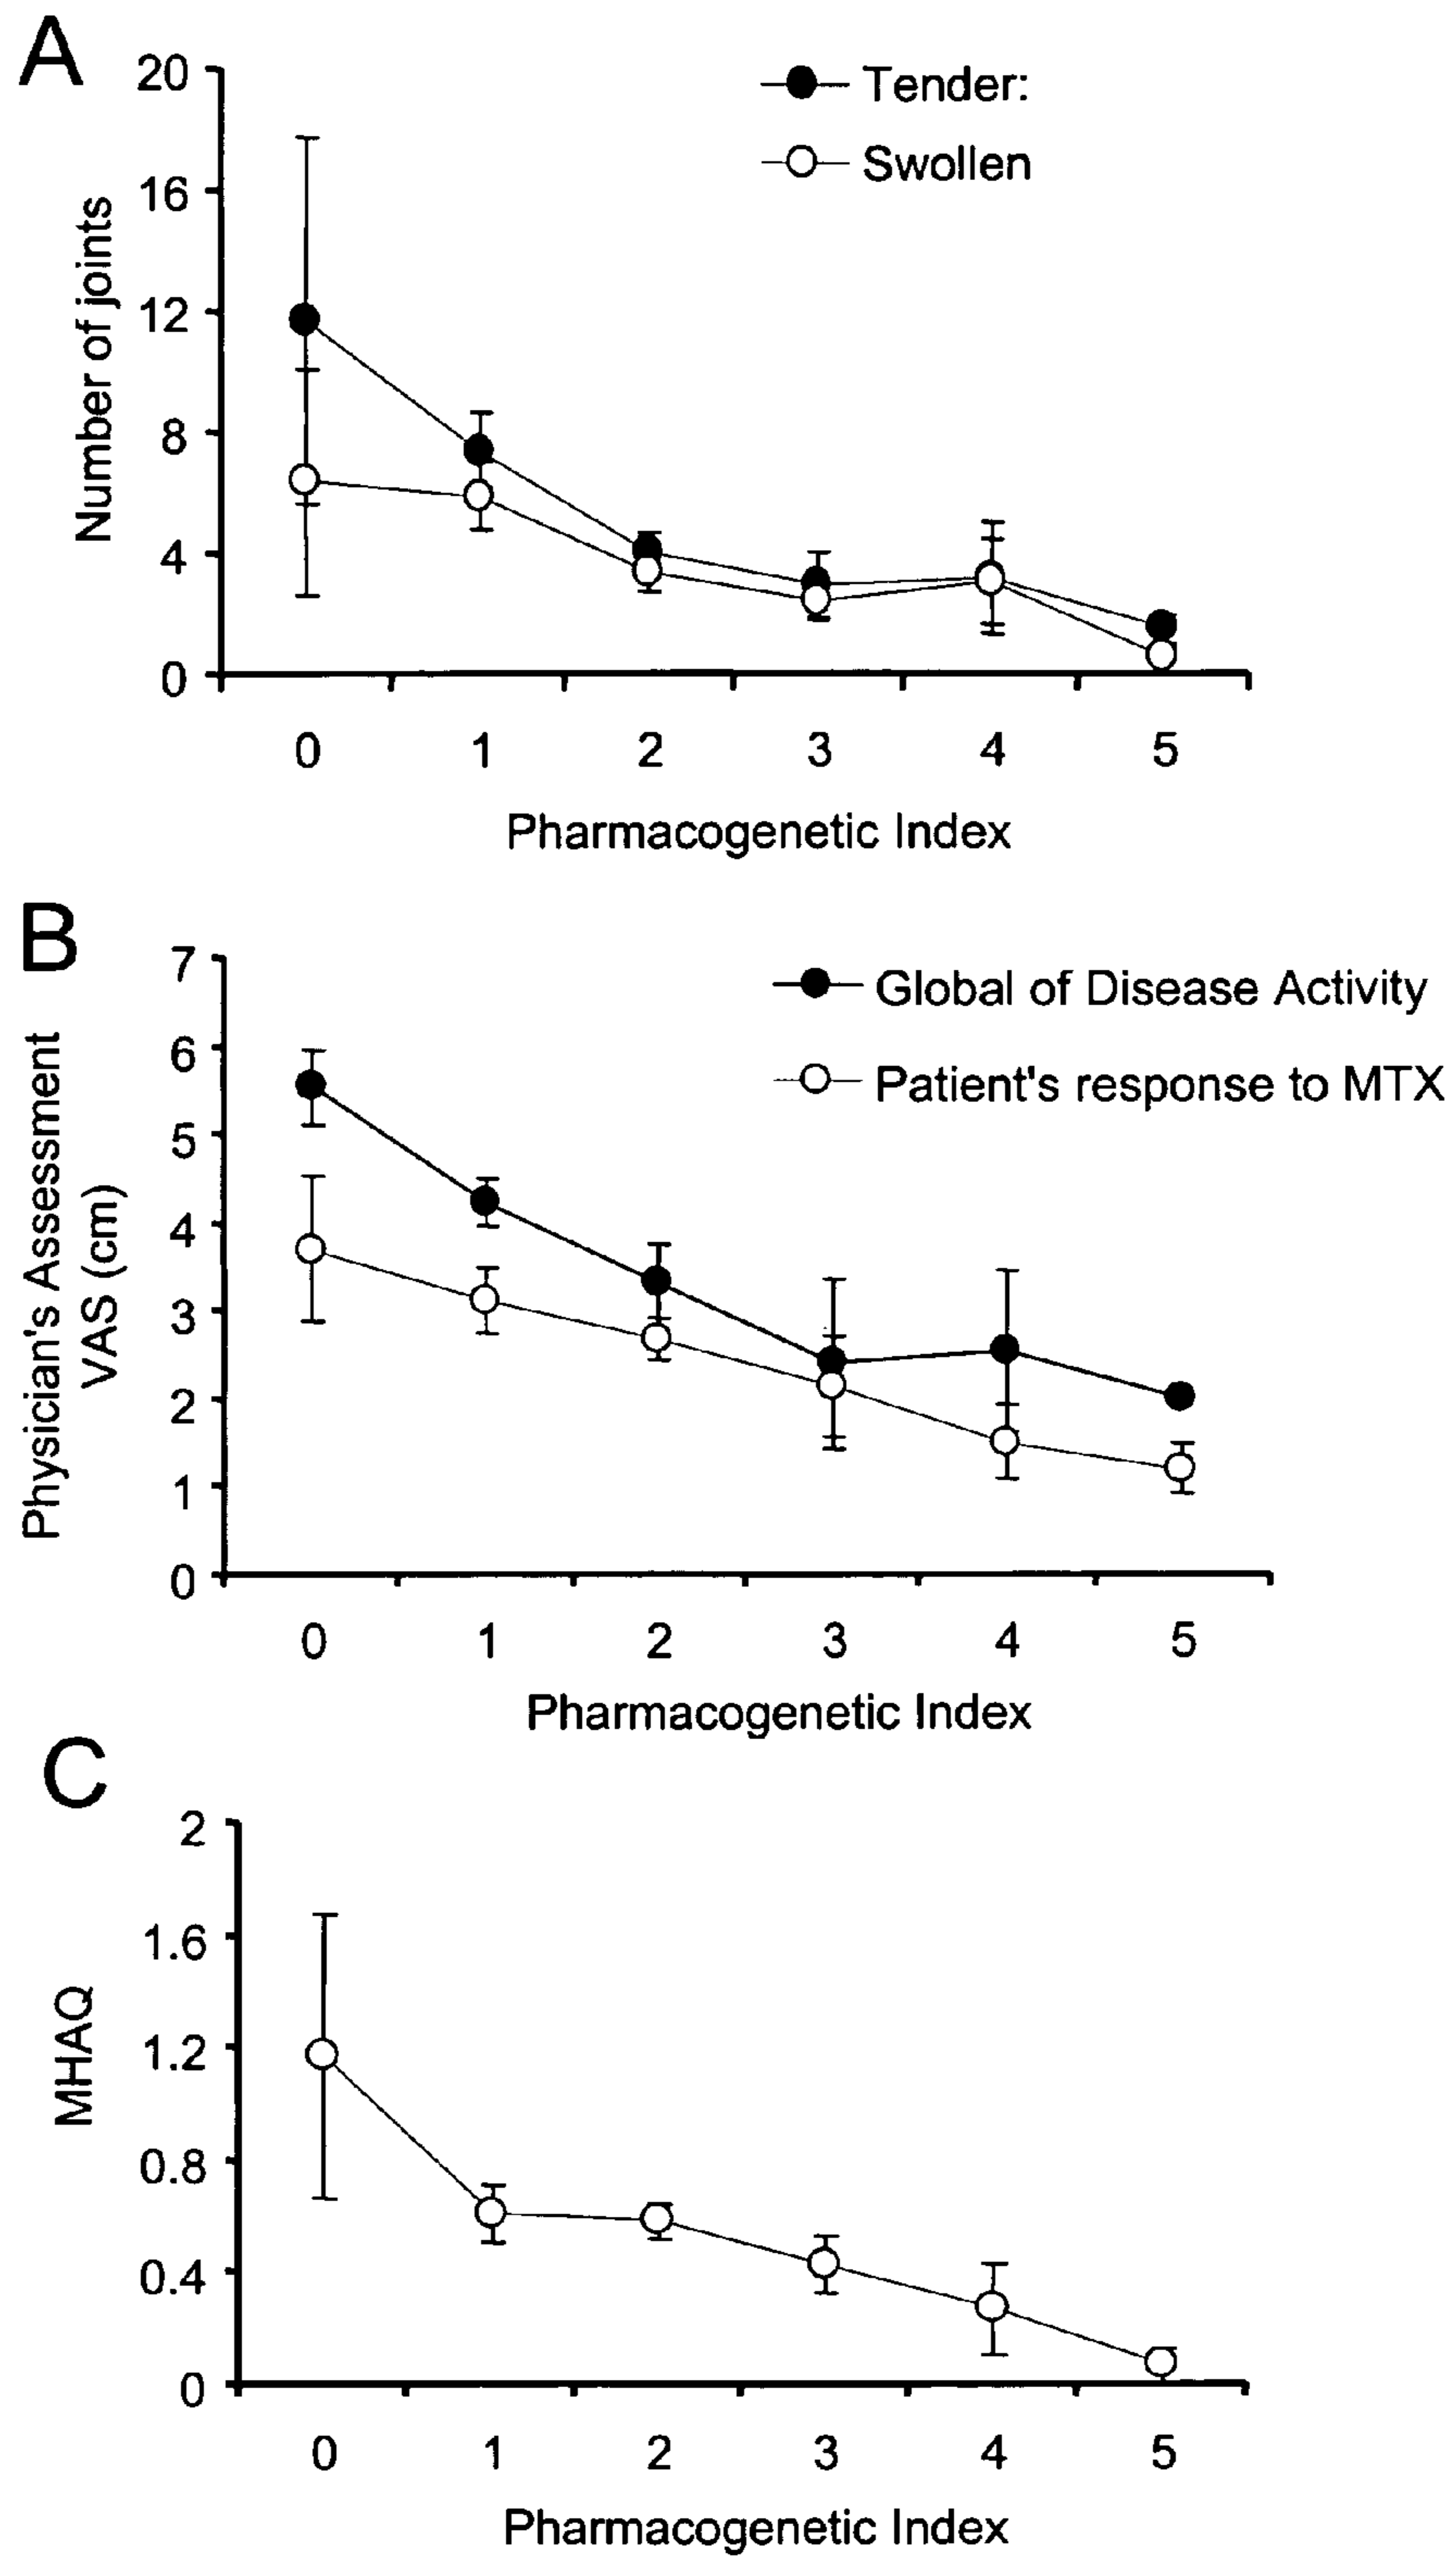 A
20
16
12
8
4
0
Number of joints
Tender:
Swollen
0 1 2 3 4 5
Pharmacogenetic Index
B
7
6
5
4
3
2
1
0
Physician's Assessment
VAS (cm)
Global of Disease Activity
Patient's response to MTX
0 1 2 3 4 5
Pharmacogenetic Index
C
2
1.6
1.2
0.8
0.4
0
MHAQ
0 1 2 3 4 5
Pharmacogenetic Index